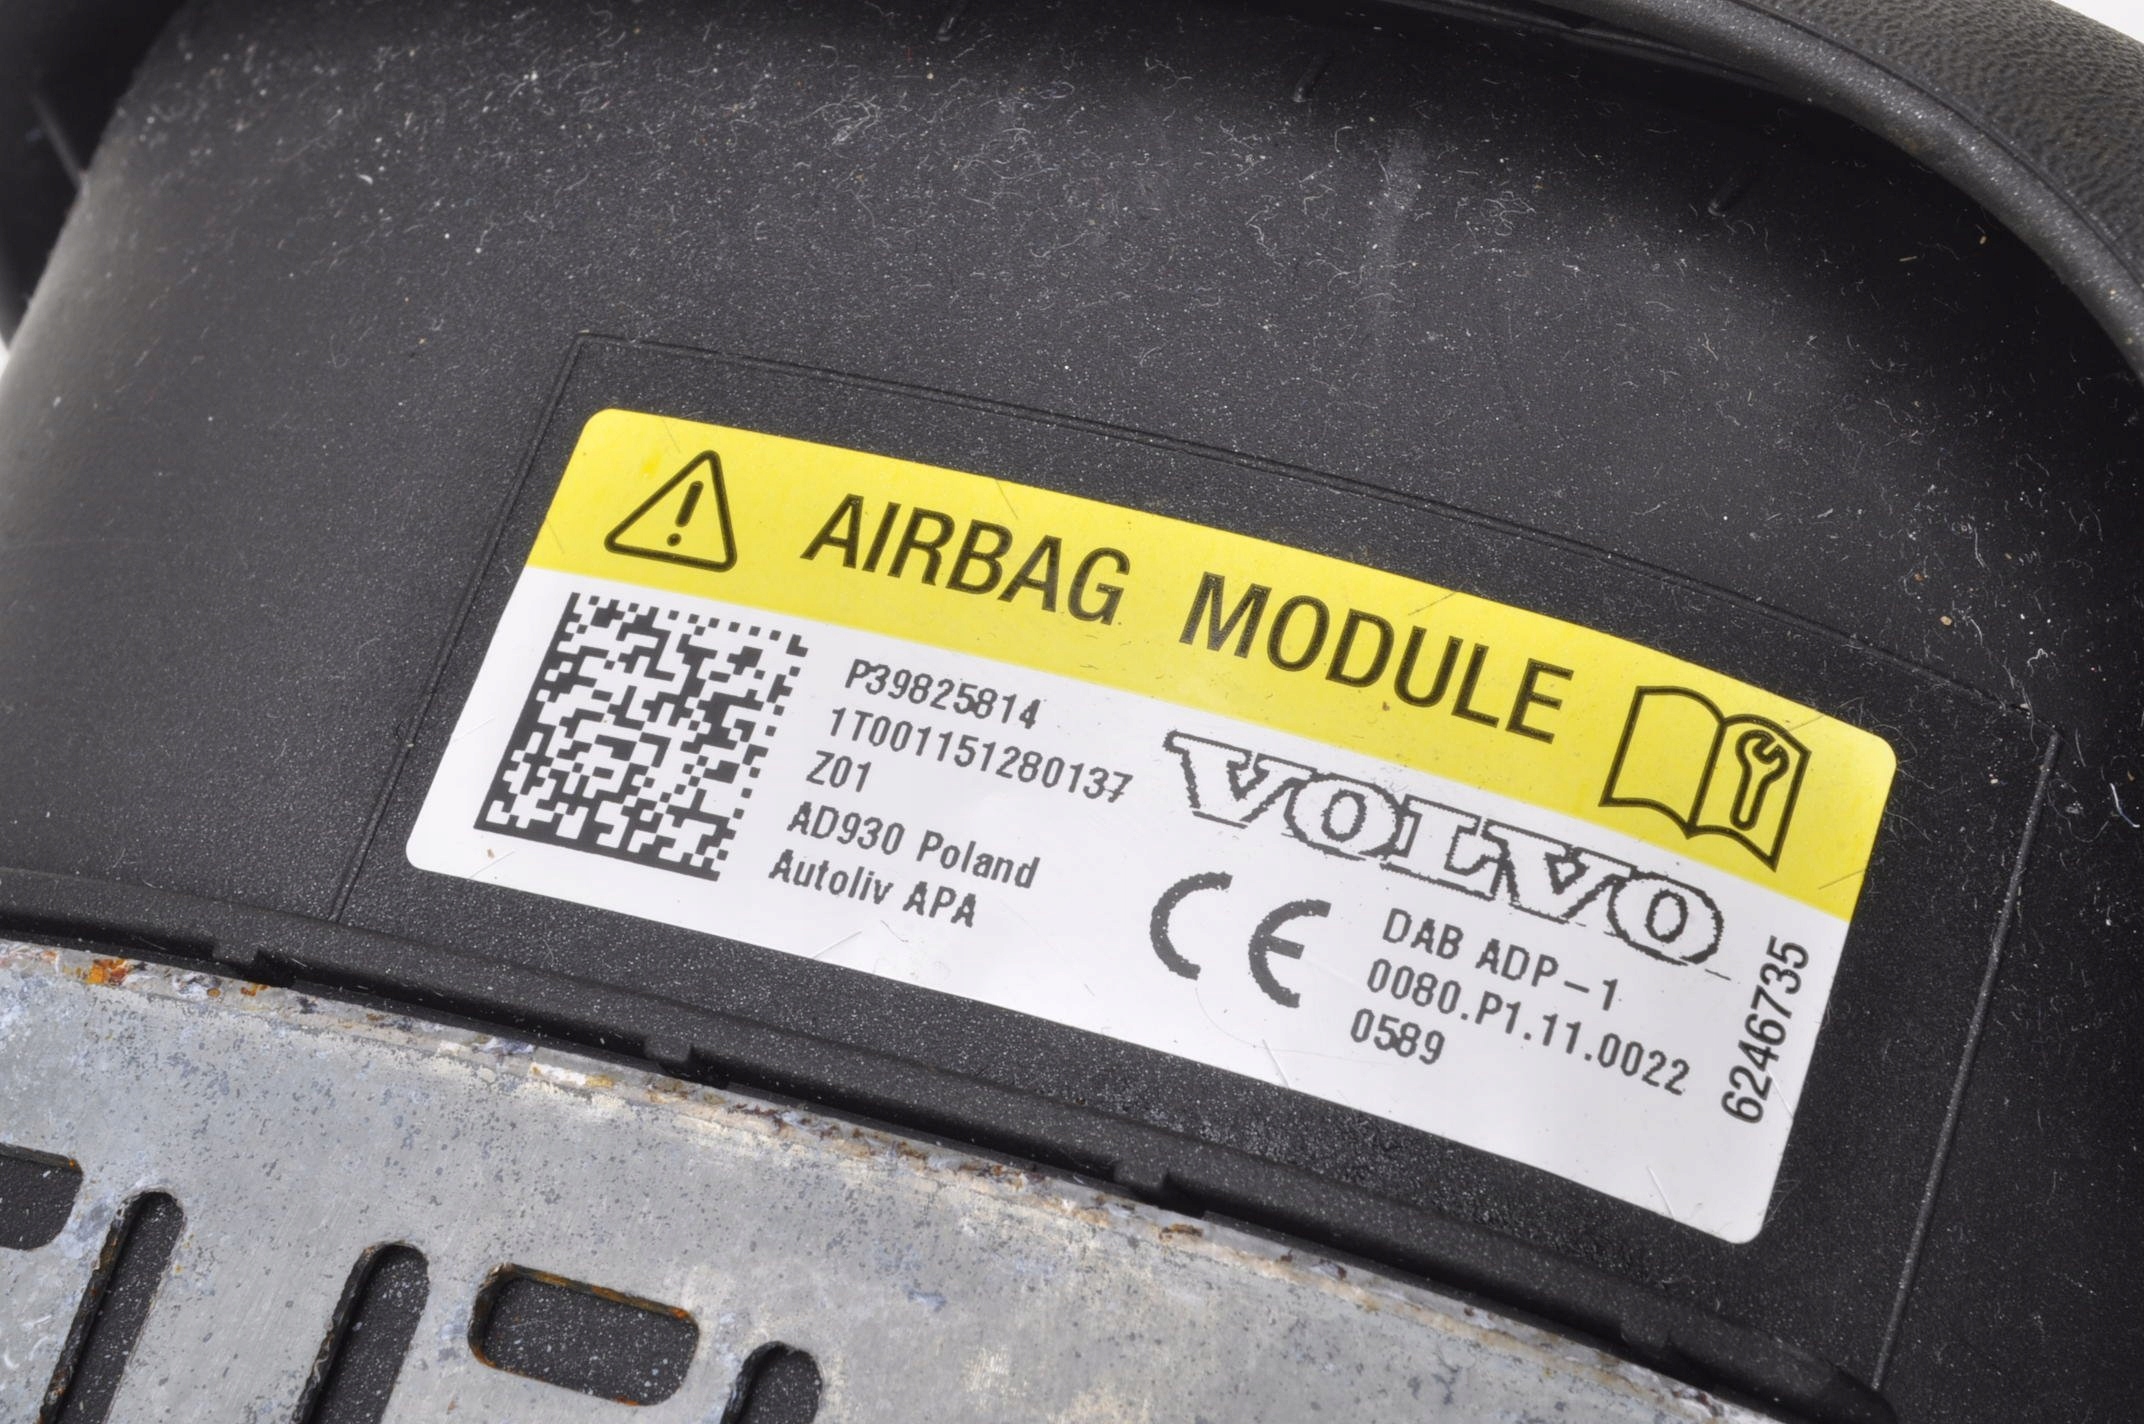 AIRBAG MODULE
P39825814
1T001151280137
Z01
AD930 Poland
Autoliv APA
VOLVO
CE
DAB ADP-1
0080.P1.11.0022
0589
6246735